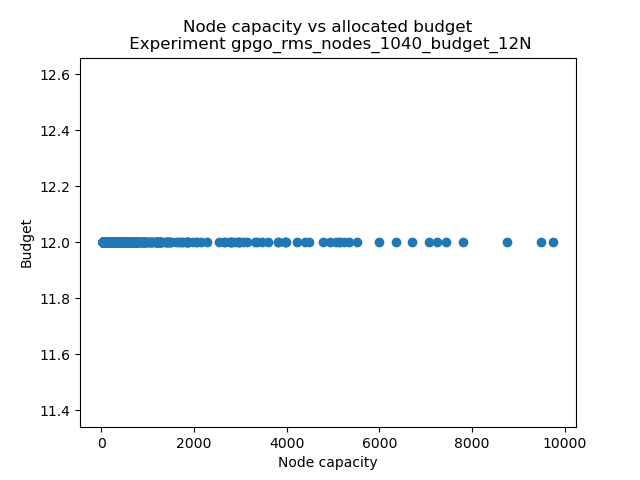 Node capacity vs allocated budget
Experiment gpgo_rms_nodes_1040_budget_12N
12.6
12.4
12.2
12.0
11.8
11.6
11.4
Budget
0 2000 4000 6000 8000 10000
Node capacity